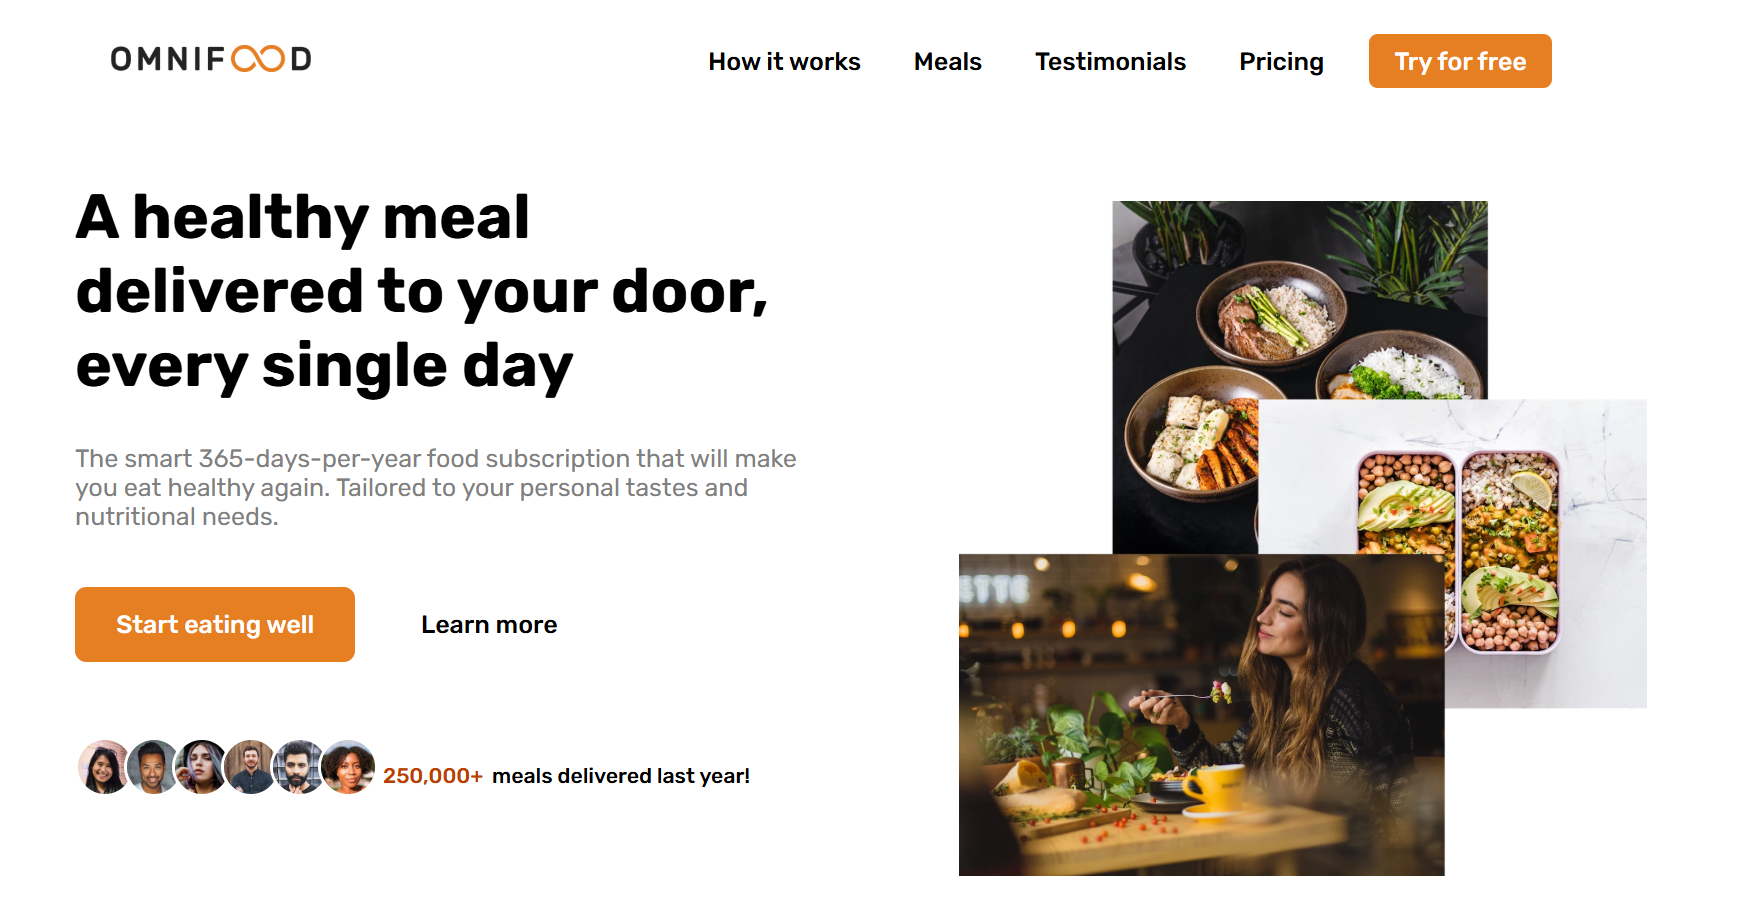 OMNIFOOD
How it works Meals Testimonials Pricing Try for free
A healthy meal
delivered to your door,
every single day
The smart 365-days-per-year food subscription that will make
you eat healthy again. Tailored to your personal tastes and
nutritional needs.
Start eating well Learn more
250,000+ meals delivered last year!